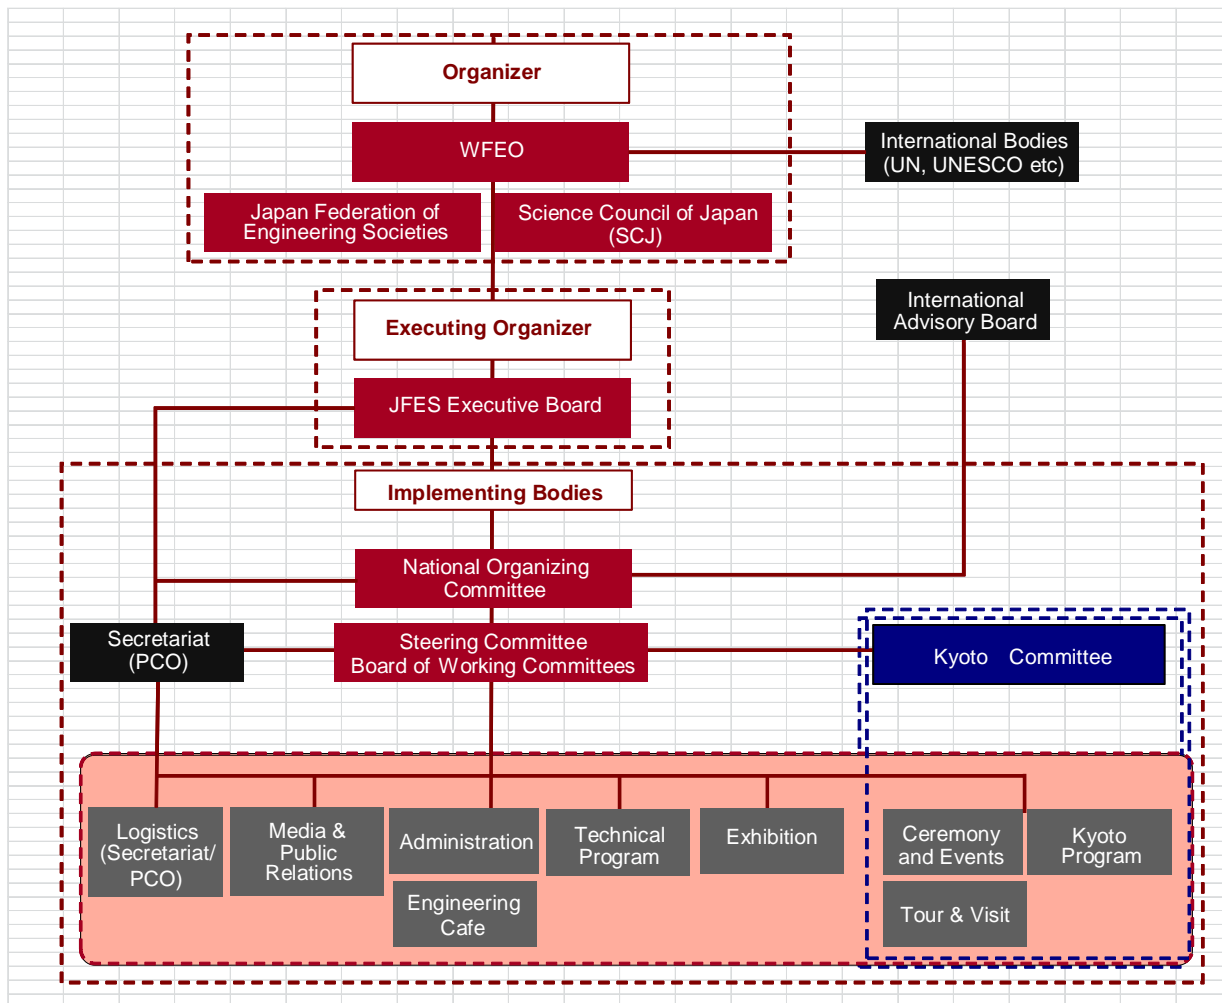 Organizer
WFEO
International Bodies
(UN, UNESCO etc)
Japan Federation of
Engineering Societies
Science Council of Japan
(SCJ)
International
Advisory Board
Executing Organizer
JFES Executive Board
Implementing Bodies
National Organizing
Committee
Secretariat
(PCO)
Steering Committee
Board of Working Committees
Kyoto Committee
Logistics
(Secretariat/
PCO)
Media &
Public
Relations
Administration
Technical
Program
Exhibition
Ceremony
and Events
Kyoto
Program
Engineering
Cafe
Tour & Visit